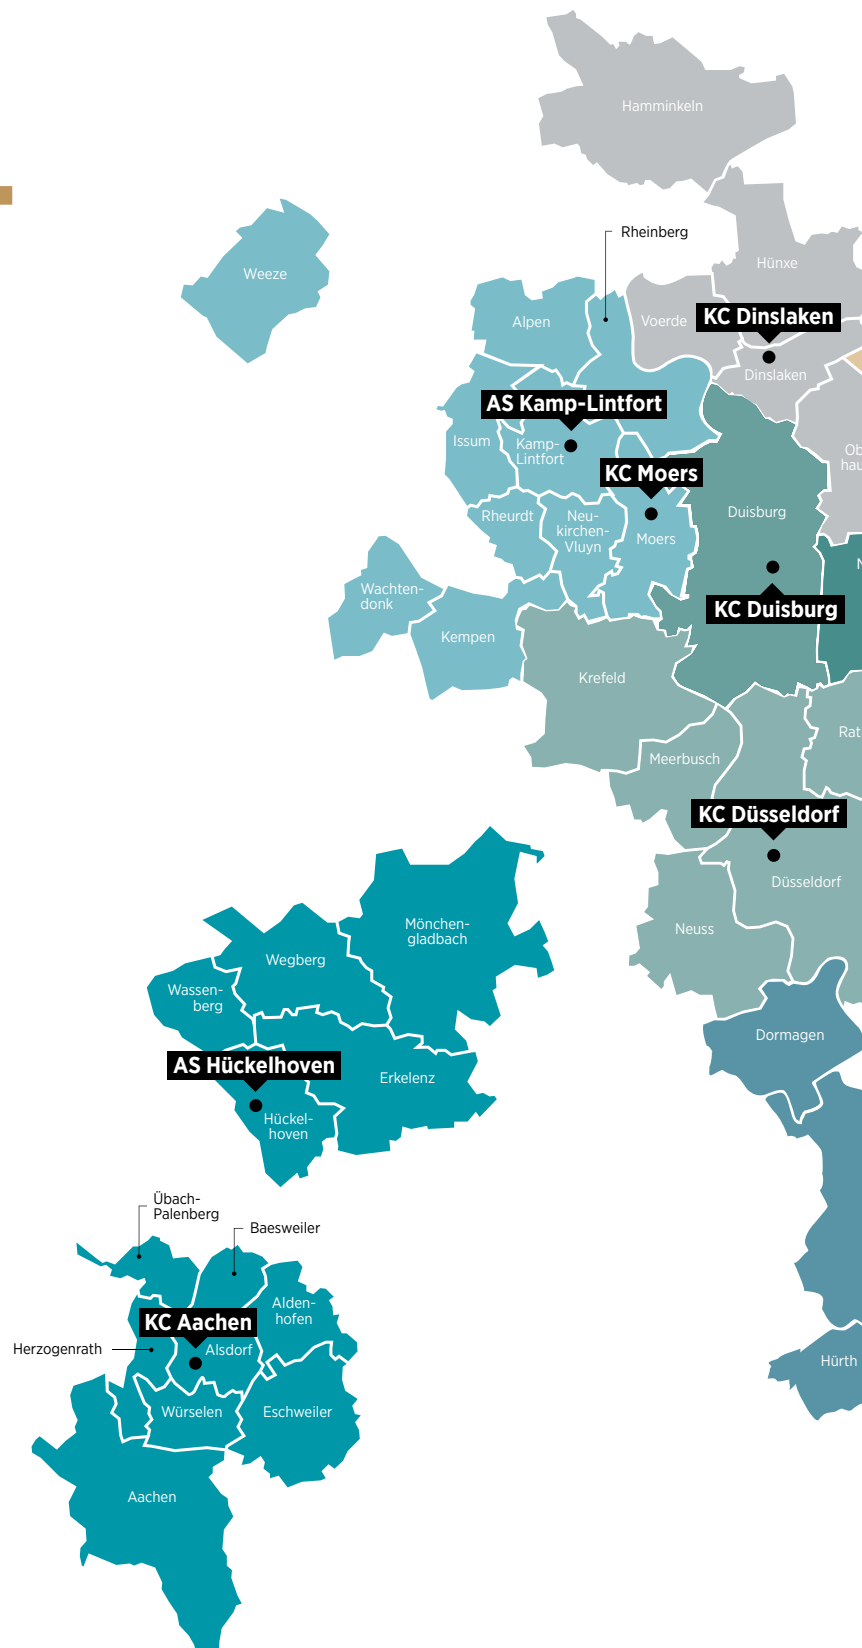 Hamminkeln
Rheinberg
Weeze
Hünxe
Alpen
Voerde
KC Dinslaken
Dinslaken
AS Kamp-Lintfort
Issum
Kamp-
Lintfort
KC Moers
Rheurdt
Neu-
kirchen-
Vluyn
Moers
Duisburg
Wachten-
donk
KC Duisburg
Kempen
Krefeld
Meerbusch
KC Düsseldorf
Düsseldorf
Neuss
Mönchen-
gladbach
Wegberg
Wassen-
berg
Dormagen
AS Hückelhoven
Erkelenz
Hückel-
hoven
Übach-
Palenberg
Baesweiler
Alden-
hofen
KC Aachen
Herzogenrath
Alsdorf
Hürth
Würselen
Eschweiler
Aachen